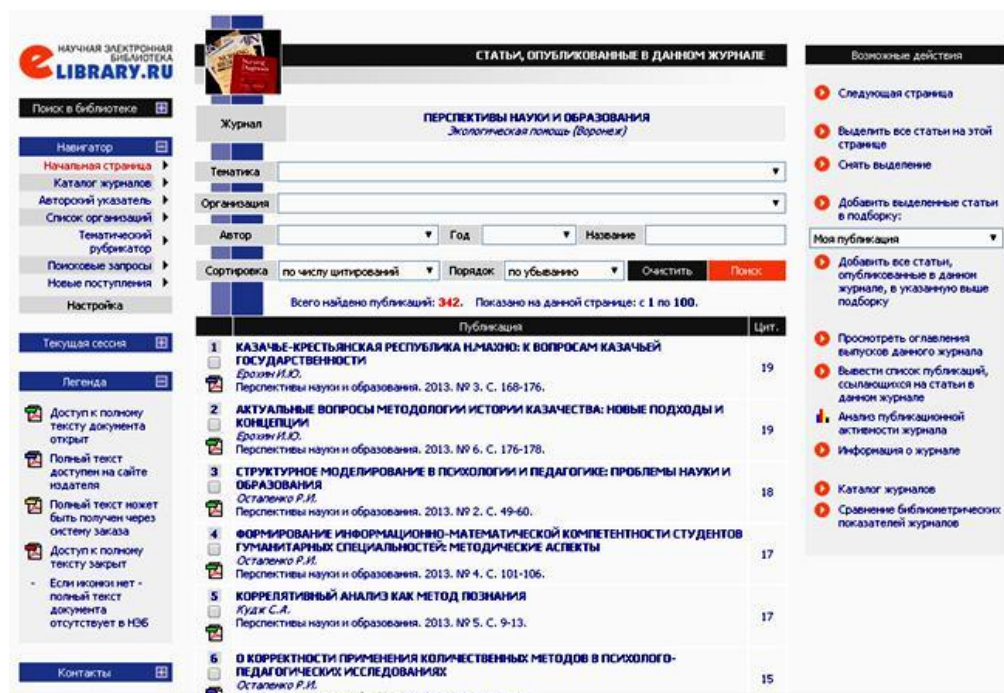 НАУЧНАЯ ЭЛЕКТРОННАЯ
БИБЛИОТЕКА
eLIBRARY.RU
Поиск в библиотеке
Навигатор
Начальная страница
Каталог журналов
Авторский указатель
Список организаций
Тематический
рубрикатор
Поисковые запросы
Новые поступления
Настройка
Текущая сессия
Легенда
Доступ к полному
тексту документа
открыт
Полный текст
доступен на сайте
издателя
Полный текст может
быть получен через
систему заказа
Доступ к полному
тексту закрыт
- Если иконки нет -
полный текст
документа
отсутствует в НЭБ
Контакты
СТАТЬИ, ОПУБЛИКОВАННЫЕ В ДАННОМ ЖУРНАЛЕ
Журнал
ПЕРСПЕКТИВЫ НАУКИ И ОБРАЗОВАНИЯ
Экологическая помощь (Воронеж)
Тематика
Организация
Автор Год Название
Сортировка по числу цитирований Порядок по убыванию Очистить Поиск
Всего найдено публикаций: 342. Показано на данной странице: с 1 по 100.
Публикация Цит.
1 КАЗАЧЬЕ-КРЕСТЬЯНСКАЯ РЕСПУБЛИКА Н.МАХНО: К ВОПРОСАМ КАЗАЧЬЕЙ
ГОСУДАРСТВЕННОСТИ
Ерохин И.Ю.
Перспективы науки и образования. 2013. № 3. С. 168-176.
19
2 АКТУАЛЬНЫЕ ВОПРОСЫ МЕТОДОЛОГИИ ИСТОРИИ КАЗАЧЕСТВА: НОВЫЕ ПОДХОДЫ И
КОНЦЕПЦИИ
Ерохин И.Ю.
Перспективы науки и образования. 2013. № 6. С. 176-178.
19
3 СТРУКТУРНОЕ МОДЕЛИРОВАНИЕ В ПСИХОЛОГИИ И ПЕДАГОГИКЕ: ПРОБЛЕМЫ НАУКИ И
ОБРАЗОВАНИЯ
Остапенко Р.И.
Перспективы науки и образования. 2013. № 2. С. 49-60.
18
4 ФОРМИРОВАНИЕ ИНФОРМАЦИОННО-МАТЕМАТИЧЕСКОЙ КОМПЕТЕНТНОСТИ СТУДЕНТОВ
ГУМАНИТАРНЫХ СПЕЦИАЛЬНОСТЕЙ: МЕТОДИЧЕСКИЕ АСПЕКТЫ
Остапенко Р.И.
Перспективы науки и образования. 2013. № 4. С. 101-106.
17
5 КОРРЕЛЯТИВНЫЙ АНАЛИЗ КАК МЕТОД ПОЗНАНИЯ
Кудж С.А.
Перспективы науки и образования. 2013. № 5. С. 9-13.
17
6 О КОРРЕКТНОСТИ ПРИМЕНЕНИЯ КОЛИЧЕСТВЕННЫХ МЕТОДОВ В ПСИХОЛОГО-
ПЕДАГОГИЧЕСКИХ ИССЛЕДОВАНИЯХ
Остапенко Р.И.
15
Возможные действия
Следующая страница
Выделить все статьи на этой
странице
Снять выделение
Добавить выделенные статьи
в подборку:
Моя публикация
Добавить все статьи,
опубликованные в данном
журнале, в указанную выше
подборку
Просмотреть оглавления
выпусков данного журнала
Вывести список публикаций,
ссылающихся на статьи в
данном журнале
Анализ публикационной
активности журнала
Информация о журнале
Каталог журналов
Сравнение библиометрических
показателей журналов